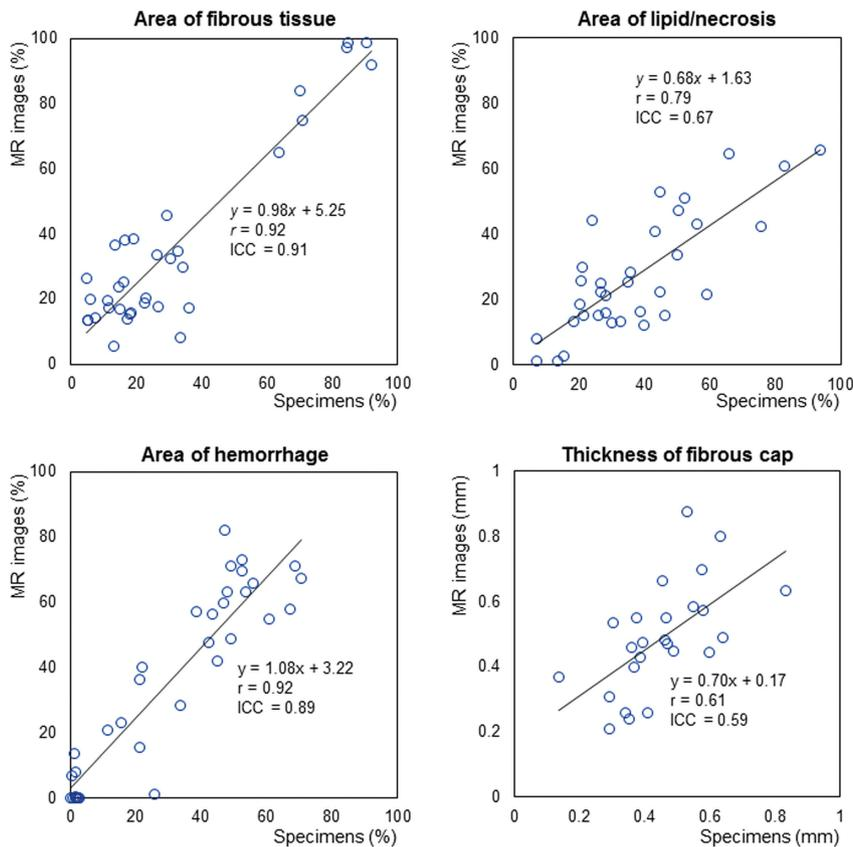 Area of fibrous tissue
MR images (%)
100
80
60
40
20
0
y = 0.98x + 5.25
r = 0.92
ICC = 0.91
0 20 40 60 80 100
Specimens (%)
Area of lipid/necrosis
MR images (%)
100
80
60
40
20
0
y = 0.68x + 1.63
r = 0.79
ICC = 0.67
0 20 40 60 80 100
Specimens (%)
Area of hemorrhage
MR images (%)
100
80
60
40
20
0
y = 1.08x + 3.22
r = 0.92
ICC = 0.89
0 20 40 60 80 100
Specimens (%)
Thickness of fibrous cap
MR images (mm)
1
0.8
0.6
0.4
0.2
0
y = 0.70x + 0.17
r = 0.61
ICC = 0.59
0 0.2 0.4 0.6 0.8 1
Specimens (mm)